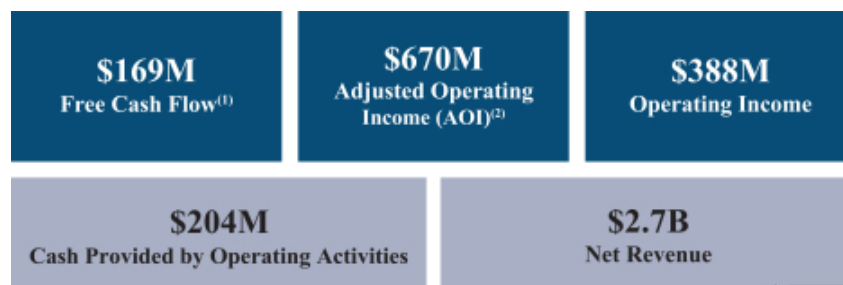 $169M
Free Cash Flow(1)
$670M
Adjusted Operating
Income (AOI)(2)
$388M
Operating Income
$204M
Cash Provided by Operating Activities
$2.7B
Net Revenue